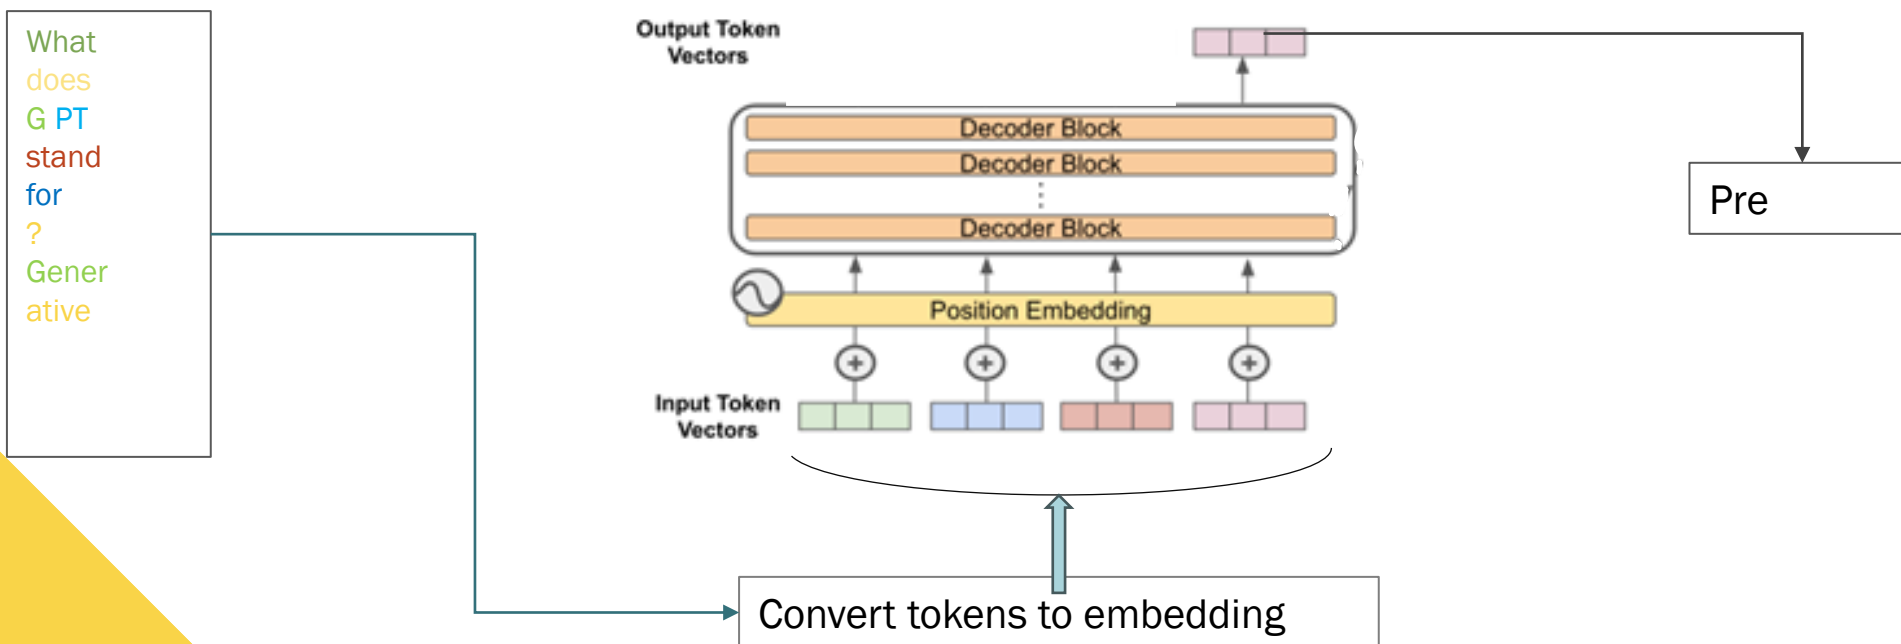 What
does
G PT
stand
for
?
Gener
ative
Output Token
Vectors
Decoder Block
Decoder Block
Decoder Block
Position Embedding
+ + + +
Input Token
Vectors
Convert tokens to embedding
Pre